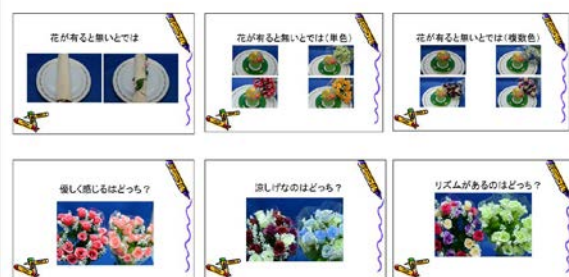 花が有ると無いとでは
花が有ると無いとでは(単色)
花が有ると無いとでは(複数色)
優しく感じるはどっち？
涼しげなのはどっち？
リズムがあるのはどっち？